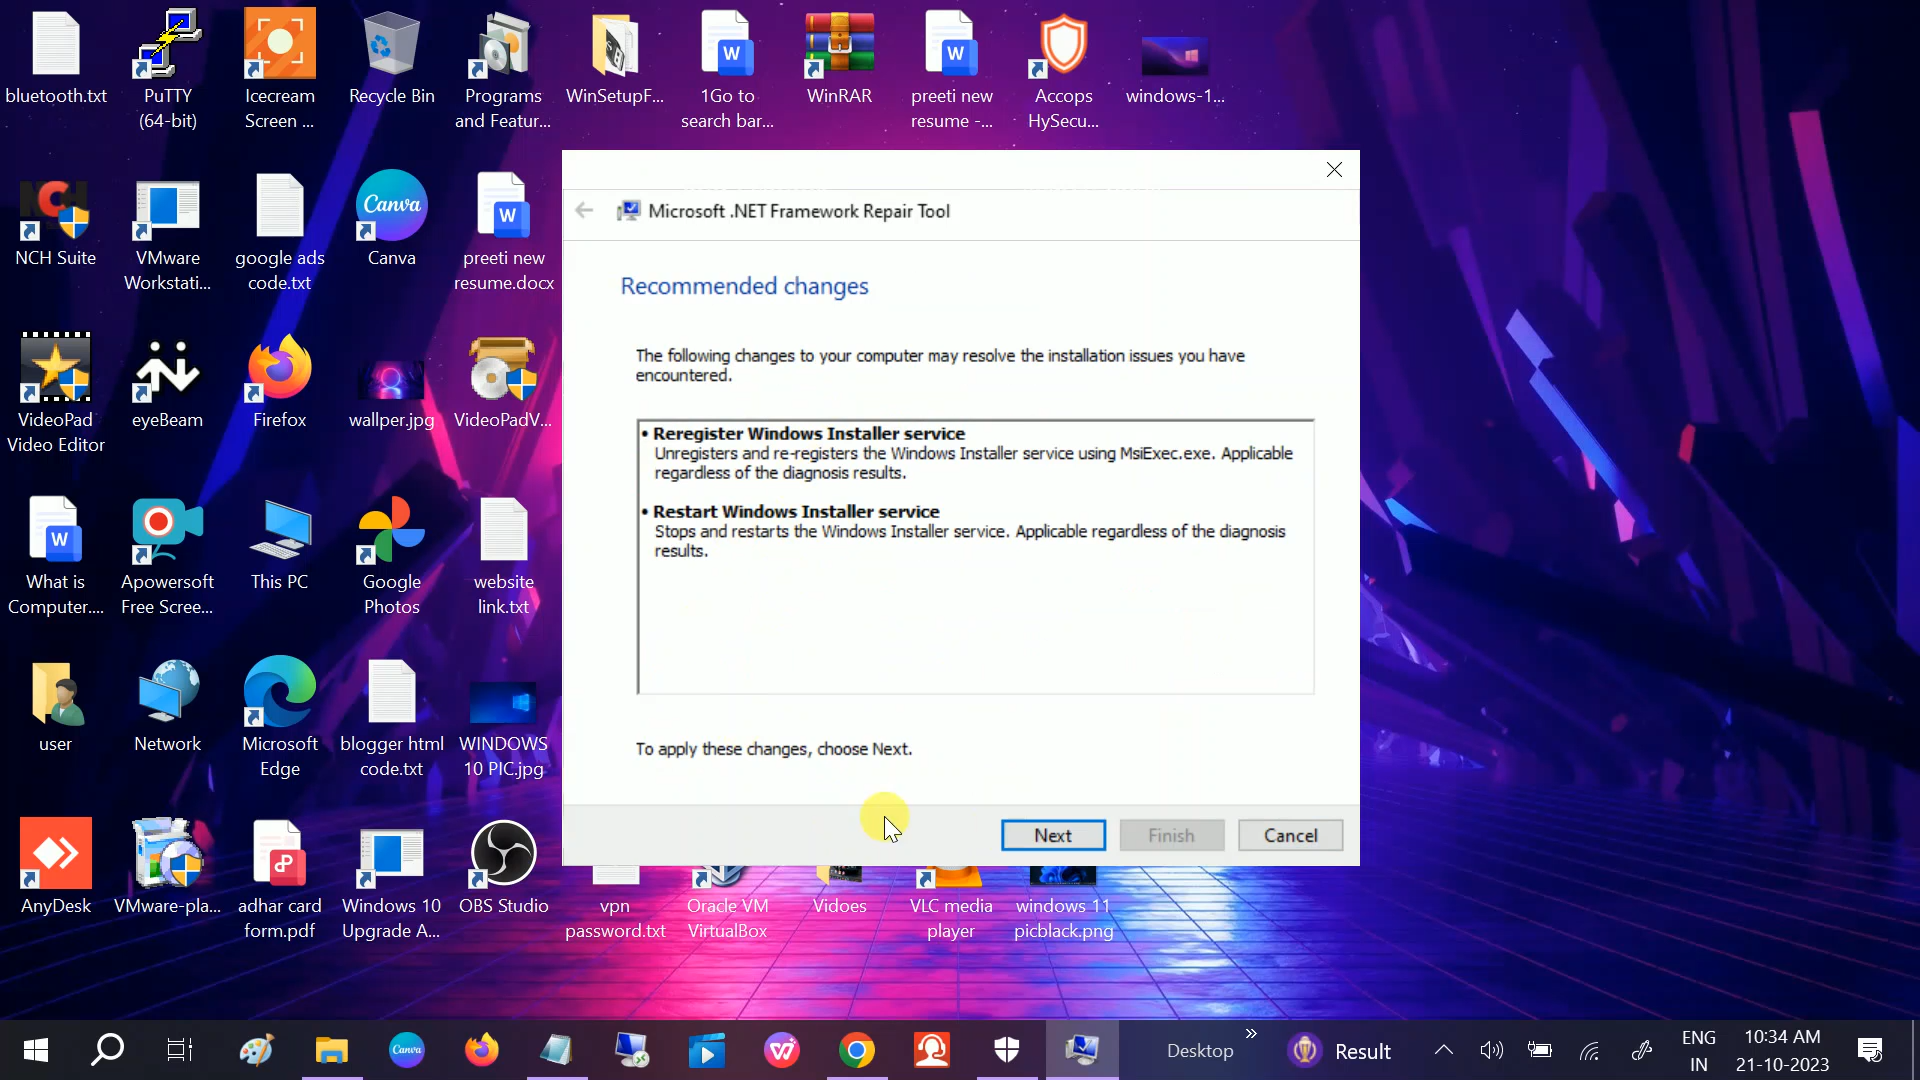 bluetooth.txt
PuTTY
(64-bit)
Icecream
Screen ...
Recycle Bin
Programs
and Featur...
WinSetupF...
1Go to
search bar...
WinRAR
preeti new
resume -...
Accops
HySecu...
windows-1...
NCH Suite
VMware
Workstati...
google ads
code.txt
Canva
Canva
preeti new
resume.docx
VideoPad
Video Editor
eyeBeam
Firefox
wallper.jpg
VideoPadV...
What is
Computer....
Apowersoft
Free Scree...
This PC
Google
Photos
website
link.txt
user
Network
Microsoft
Edge
blogger html
code.txt
WINDOWS
10 PIC.jpg
AnyDesk
VMware-pla...
adhar card
form.pdf
Windows 10
Upgrade A...
OBS Studio
vpn
password.txt
Oracle VM
VirtualBox
Vidoes
VLC media
player
windows 11
picblack.png
Microsoft .NET Framework Repair Tool
Recommended changes
The following changes to your computer may resolve the installation issues you have
encountered.
• Reregister Windows Installer service
Unregisters and re-registers the Windows Installer service using MsiExec.exe. Applicable
regardless of the diagnosis results.
• Restart Windows Installer service
Stops and restarts the Windows Installer service. Applicable regardless of the diagnosis
results.
To apply these changes, choose Next.
Next
Finish
Cancel
Canva
Desktop
Result
ENG
IN
10:34 AM
21-10-2023